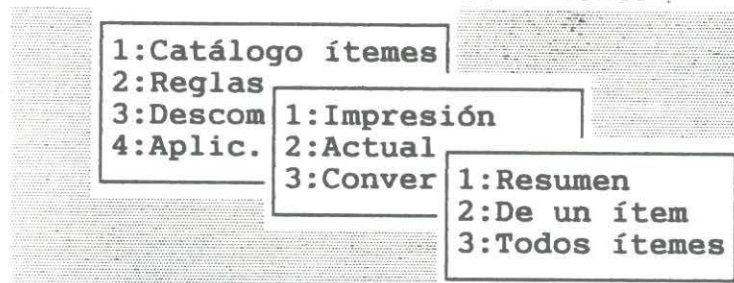 1:Catálogo ítemes
2:Reglas
3:Descom
4:Aplic.
1:Impresión
2:Actual
3:Conver
1:Resumen
2:De un ítem
3:Todos ítemes